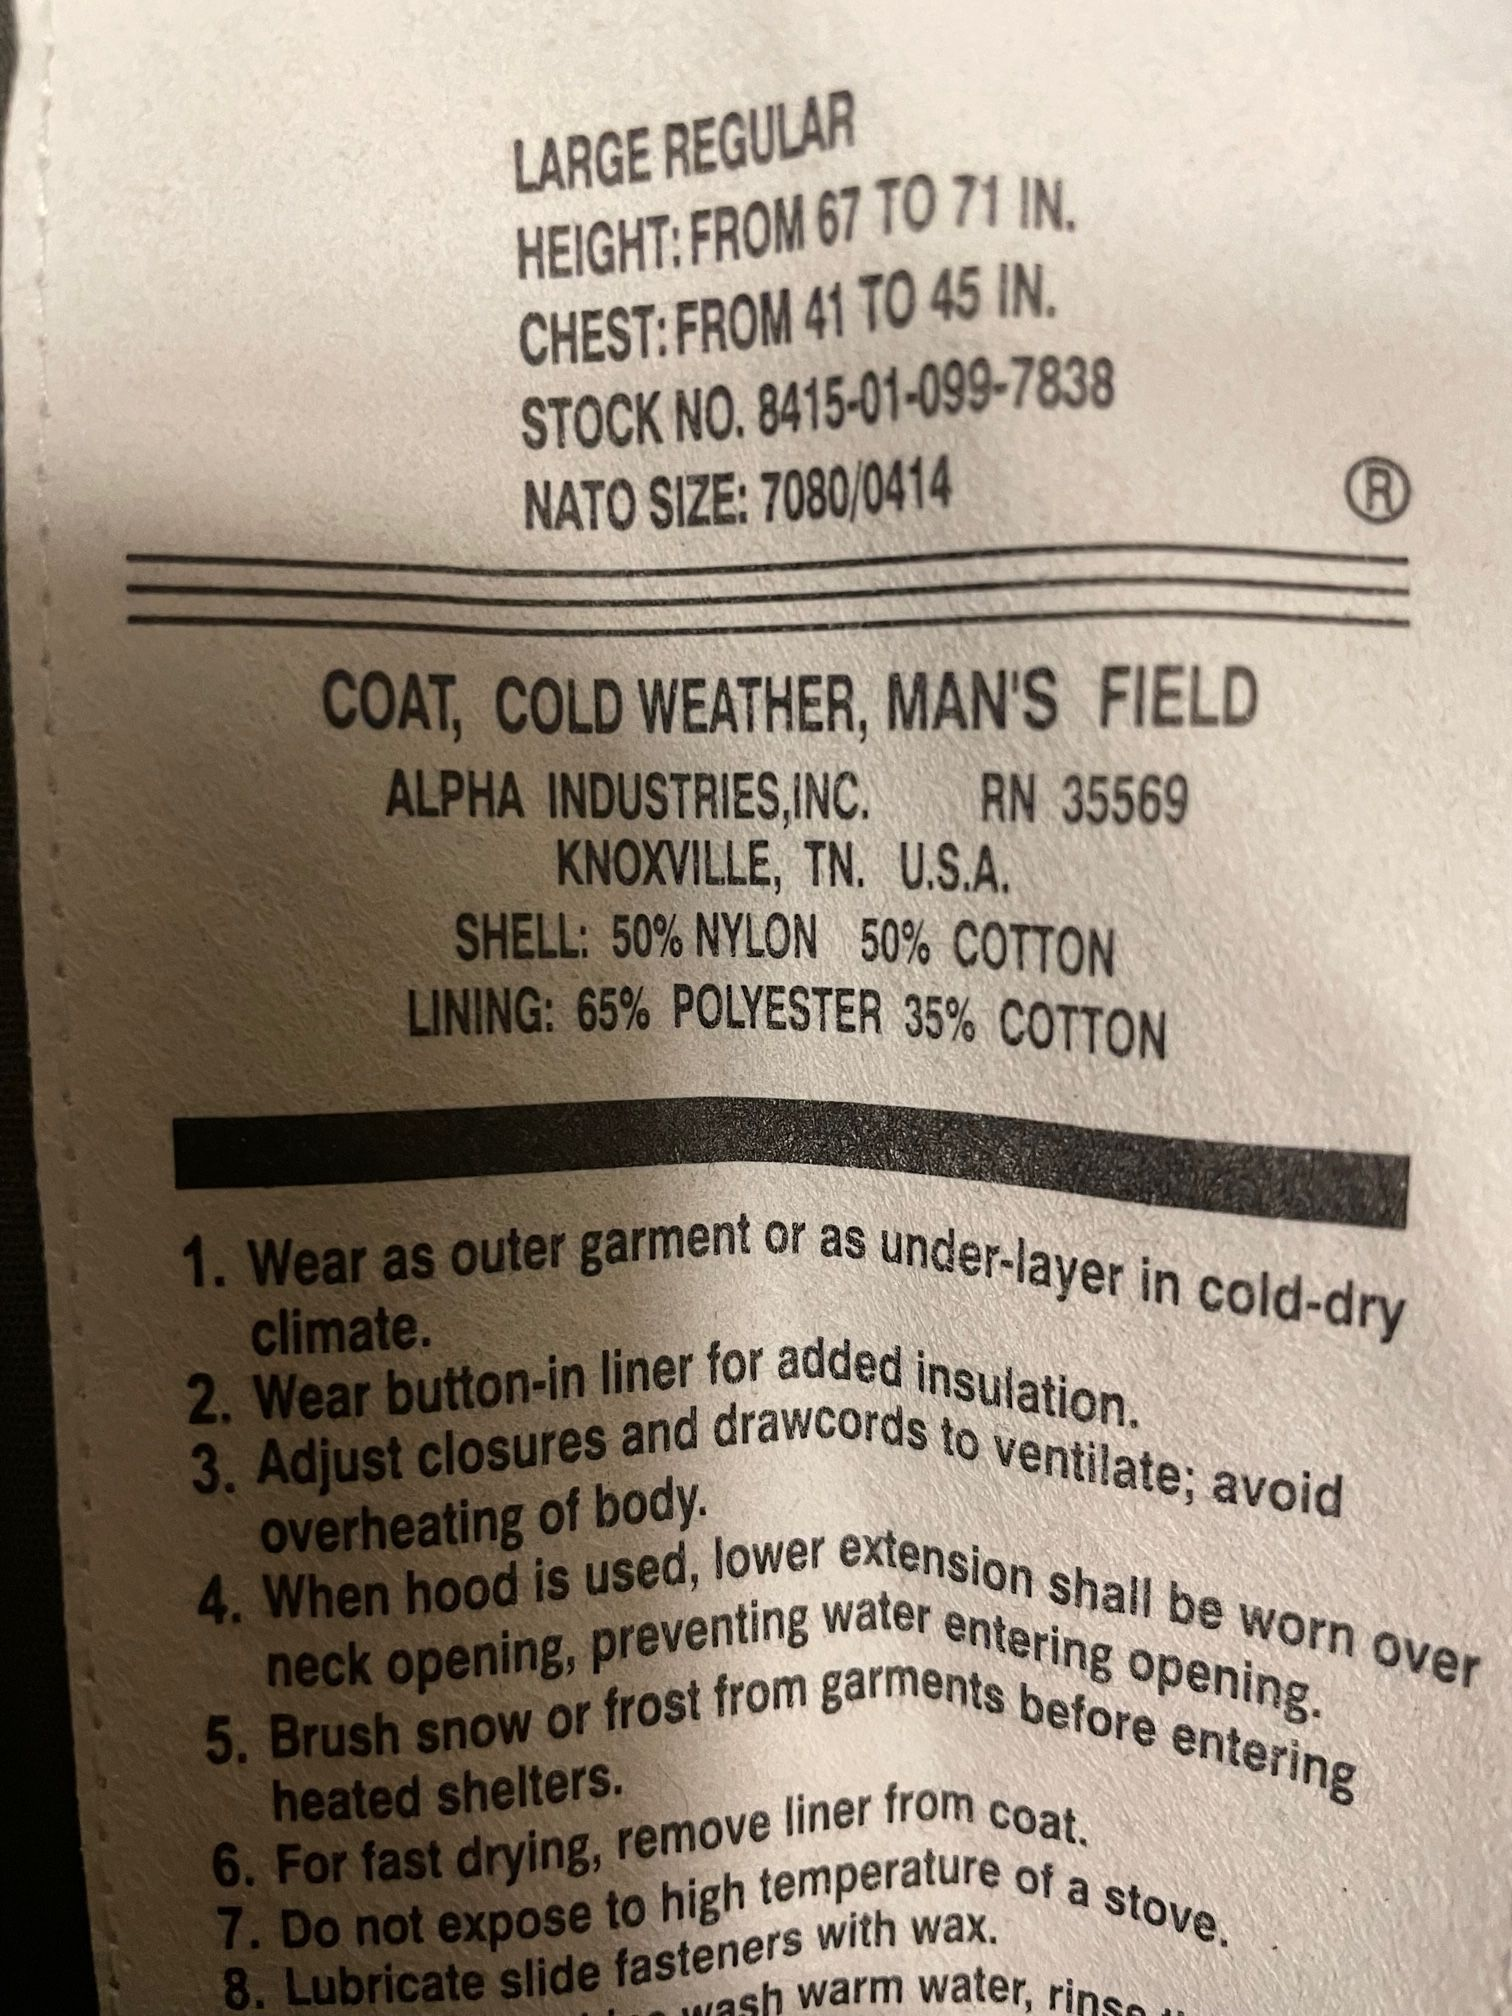 LARGE REGULAR
HEIGHT: FROM 67 TO 71 IN.
CHEST: FROM 41 TO 45 IN.
STOCK NO. 8415-01-099-7838
NATO SIZE: 7080/0414
®
COAT, COLD WEATHER, MAN'S FIELD
ALPHA INDUSTRIES,INC. RN 35569
KNOXVILLE, TN. U.S.A.
SHELL: 50% NYLON 50% COTTON
LINING: 65% POLYESTER 35% COTTON
1. Wear as outer garment or as under-layer in cold-dry
climate.
2. Wear button-in liner for added insulation.
3. Adjust closures and drawcords to ventilate; avoid
overheating of body.
4. When hood is used, lower extension shall be worn over
neck opening, preventing water entering opening.
5. Brush snow or frost from garments before entering
heated shelters.
6. For fast drying, remove liner from coat.
7. Do not expose to high temperature of a stove.
8. Lubricate slide fasteners with wax.
wash warm water, rinse